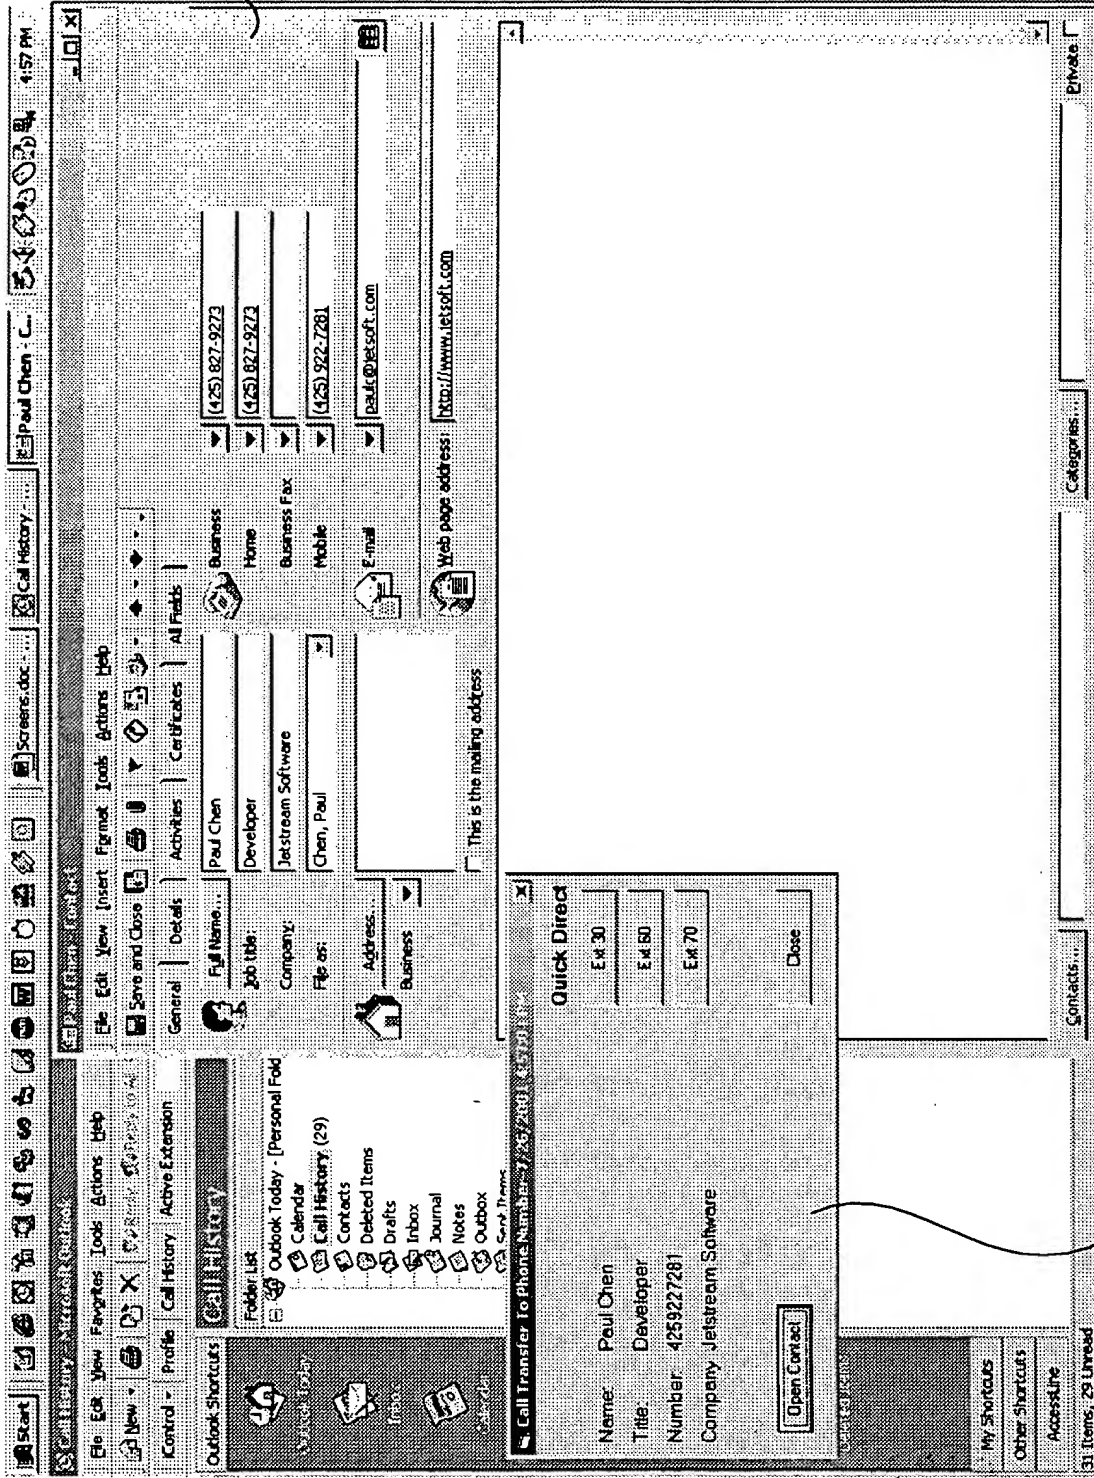 Start
Screens.doc - ...
Call History - ...
Paul Chen - C...
4:57 PM
Call History - Microsoft Outlook
File Edit View Favorites Tools Actions Help
New
iControl Profile Call History Active Extension
Outlook Shortcuts
Outlook Today
Inbox
Calendar
My Shortcuts
Other Shortcuts
AccessLine
31 Items, 29 Unread
Call History
Folder List
Outlook Today - [Personal Fold
Calendar
Call History (29)
Contacts
Deleted Items
Drafts
Inbox
Journal
Notes
Outbox
Sent Items
Paul Chen - Contact
File Edit View Insert Format Tools Actions Help
Save and Close
General Details Activities Certificates All Fields
Full Name... Paul Chen
Job title: Developer
Company: Jetstream Software
File as: Chen, Paul
Address...
Business
This is the mailing address
Business (425) 827-9273
Home (425) 827-9273
Business Fax
Mobile (425) 922-7281
E-mail paulc@jetsoft.com
Web page address: http://www.jetsoft.com
Contacts... Categories... Private
Call Transfer To Phone Number
Name: Paul Chen
Title: Developer
Number: 4259227281
Company Jetstream Software
Open Contact
Quick Direct
Ext 30
Ext 60
Ext 70
Close